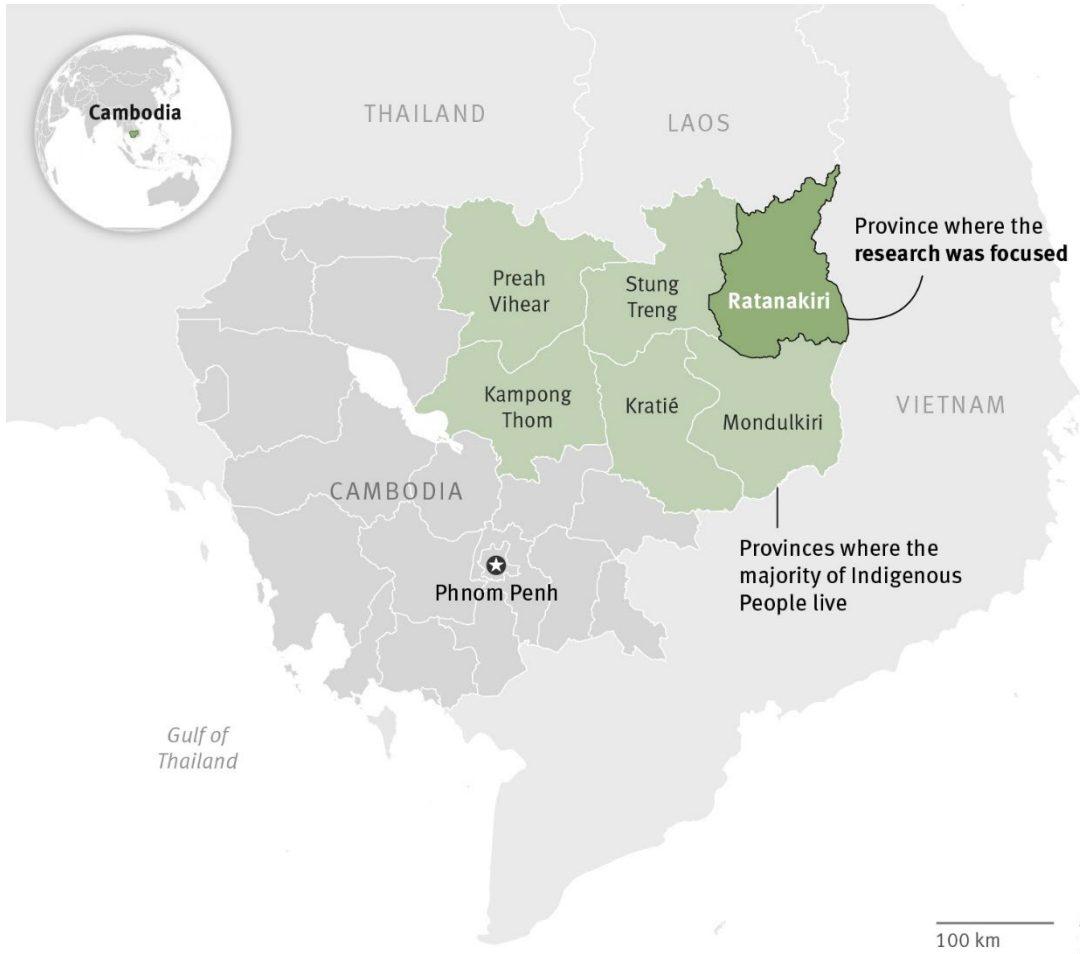 Cambodia
THAILAND
LAOS
Province where the
research was focused
Preah
Vihear
Stung
Treng
Ratanakiri
Kampong
Thom
Kratié
Mondulkiri
VIETNAM
CAMBODIA
Provinces where the
majority of Indigenous
People live
Phnom Penh
Gulf of
Thailand
100 km